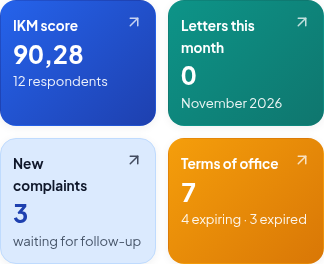 IKM score
90,28
12 respondents
Letters this
month
0
November 2026
New
complaints
3
waiting for follow-up
Terms of office
7
4 expiring · 3 expired